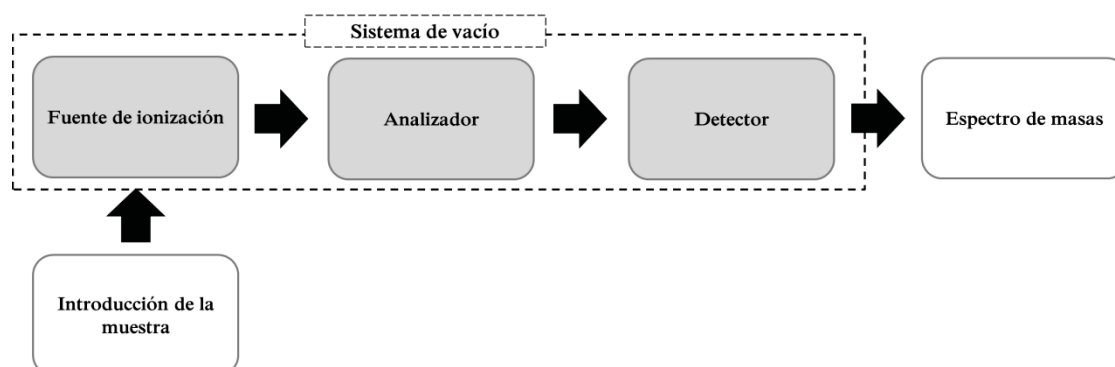 Sistema de vacío
Fuente de ionización
Analizador
Detector
Espectro de masas
Introducción de la
muestra